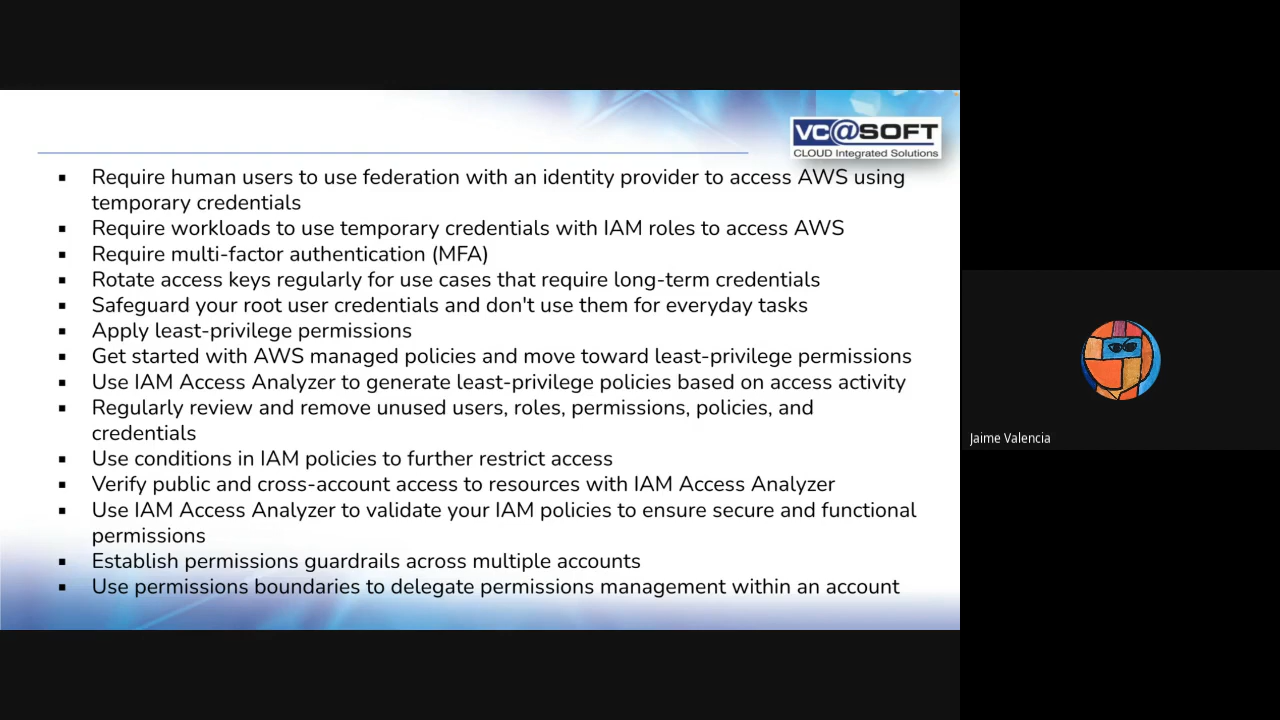 VC@SOFT
CLOUD Integrated Solutions
▪ Require human users to use federation with an identity provider to access AWS using
temporary credentials
▪ Require workloads to use temporary credentials with IAM roles to access AWS
▪ Require multi-factor authentication (MFA)
▪ Rotate access keys regularly for use cases that require long-term credentials
▪ Safeguard your root user credentials and don't use them for everyday tasks
▪ Apply least-privilege permissions
▪ Get started with AWS managed policies and move toward least-privilege permissions
▪ Use IAM Access Analyzer to generate least-privilege policies based on access activity
▪ Regularly review and remove unused users, roles, permissions, policies, and
credentials
▪ Use conditions in IAM policies to further restrict access
▪ Verify public and cross-account access to resources with IAM Access Analyzer
▪ Use IAM Access Analyzer to validate your IAM policies to ensure secure and functional
permissions
▪ Establish permissions guardrails across multiple accounts
▪ Use permissions boundaries to delegate permissions management within an account
Jaime Valencia